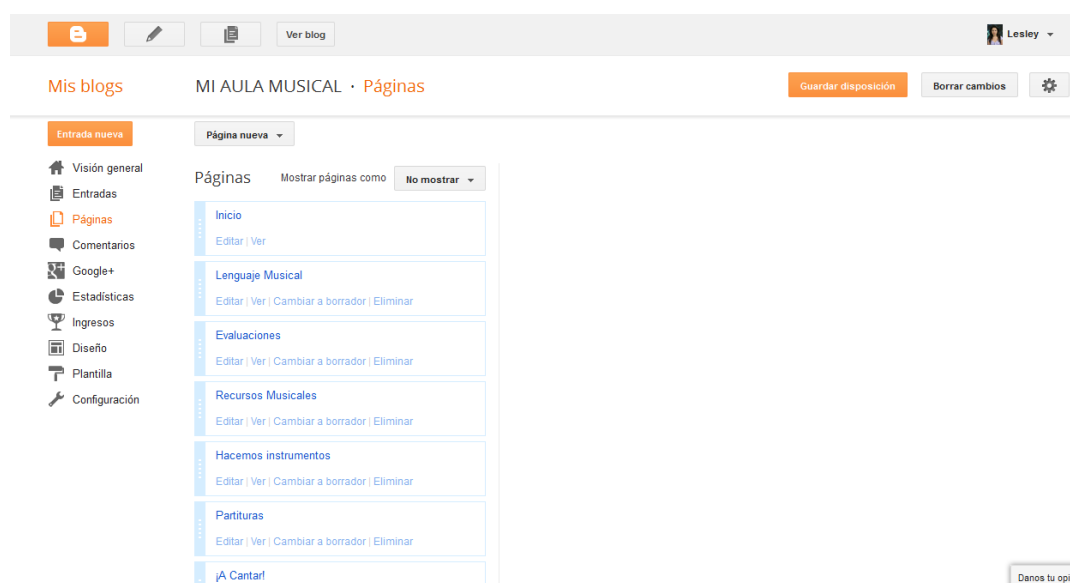 Ver blog
Lesley
Mis blogs
MI AULA MUSICAL · Páginas
Guardar disposición
Borrar cambios
Entrada nueva
Página nueva
Visión general
Entradas
Páginas
Comentarios
Google+
Estadísticas
Ingresos
Diseño
Plantilla
Configuración
Páginas
Mostrar páginas como
No mostrar
Inicio
Editar | Ver
Lenguaje Musical
Editar | Ver | Cambiar a borrador | Eliminar
Evaluaciones
Editar | Ver | Cambiar a borrador | Eliminar
Recursos Musicales
Editar | Ver | Cambiar a borrador | Eliminar
Hacemos instrumentos
Editar | Ver | Cambiar a borrador | Eliminar
Partituras
Editar | Ver | Cambiar a borrador | Eliminar
¡A Cantar!
Danos tu opi